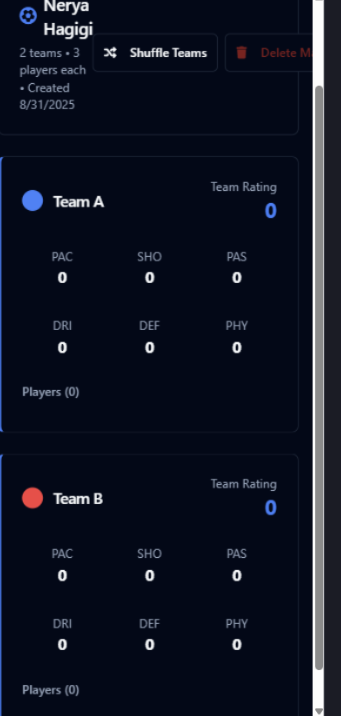 Nerya
Hagigi
2 teams • 3
players each
• Created
8/31/2025
Shuffle Teams
Delete M
Team A
Team Rating
0
PAC SHO PAS
0 0 0
DRI DEF PHY
0 0 0
Players (0)
Team B
Team Rating
0
PAC SHO PAS
0 0 0
DRI DEF PHY
0 0 0
Players (0)